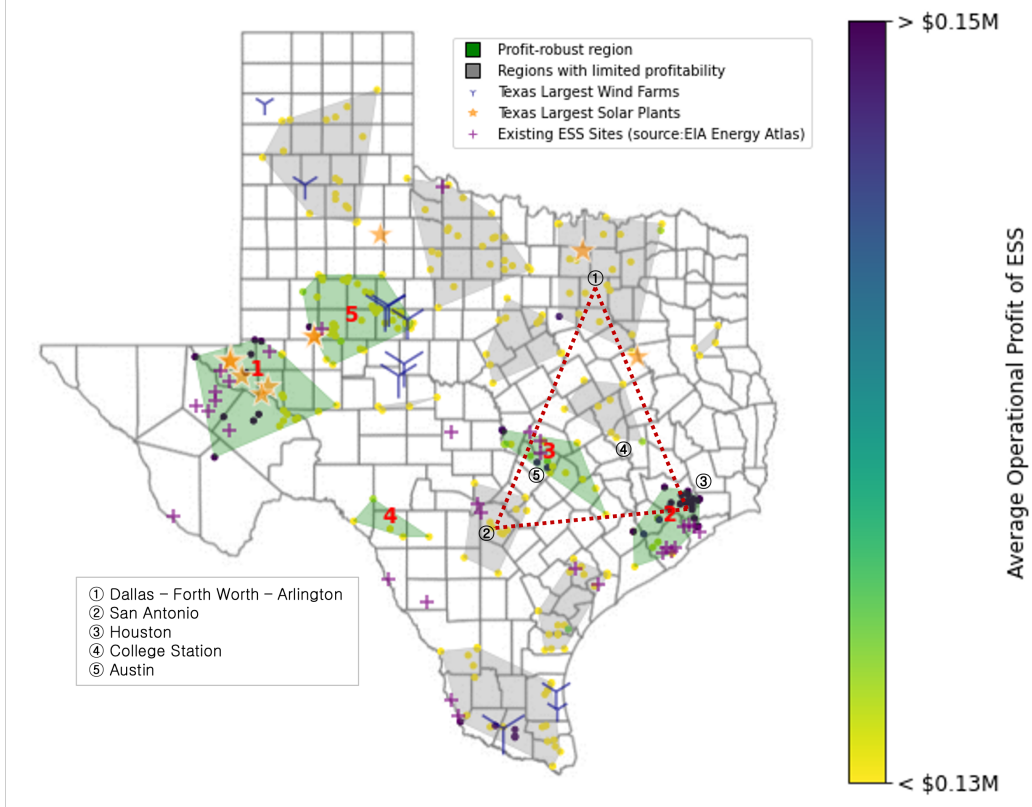 > $0.15M
Profit-robust region
Regions with limited profitability
Texas Largest Wind Farms
Texas Largest Solar Plants
Existing ESS Sites (source:EIA Energy Atlas)
Average Operational Profit of ESS
①
5
1
3
④
⑤
③
2
4
②
① Dallas – Forth Worth – Arlington
② San Antonio
③ Houston
④ College Station
⑤ Austin
< $0.13M